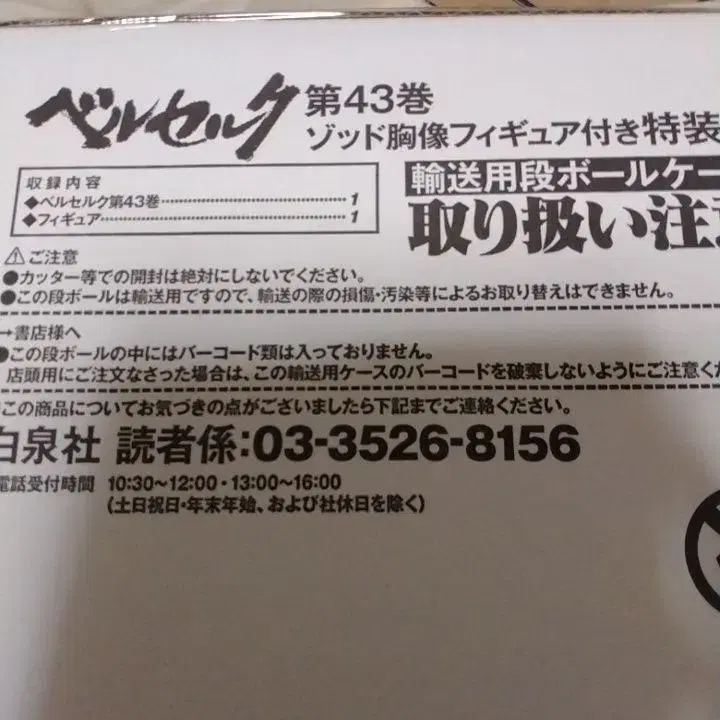 ベルセルク 第43巻
ゾッド胸像フィギュア付き特装
収録内容
◆ベルセルク第43巻 1
◆フィギュア 1
輸送用段ボールケー
取り扱い注
⚠ご注意
●カッター等での開封は絶対にしないでください。
●この段ボールは輸送用ですので、輸送の際の損傷・汚染等によるお取り替えはできません。
→書店様へ
●この段ボールの中にはバーコード類は入っておりません。
店頭用にご注文なさった場合は、この輸送用ケースのバーコードを破棄しないようにご注意くだ
この商品についてお気づきの点がございましたら下記までご連絡ください。
白泉社 読者係:03-3526-8156
電話受付時間 10:30〜12:00・13:00〜16:00
(土日祝日・年末年始、および社休日を除く)